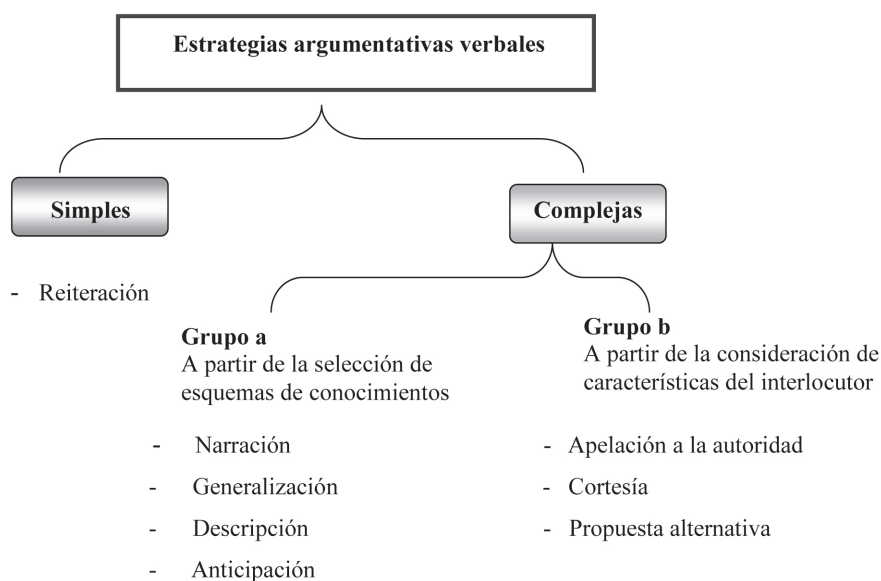 Estrategias argumentativas verbales
Simples
Complejas
- Reiteración
Grupo a
A partir de la selección de
esquemas de conocimientos
- Narración
- Generalización
- Descripción
- Anticipación
Grupo b
A partir de la consideración de
características del interlocutor
- Apelación a la autoridad
- Cortesía
- Propuesta alternativa